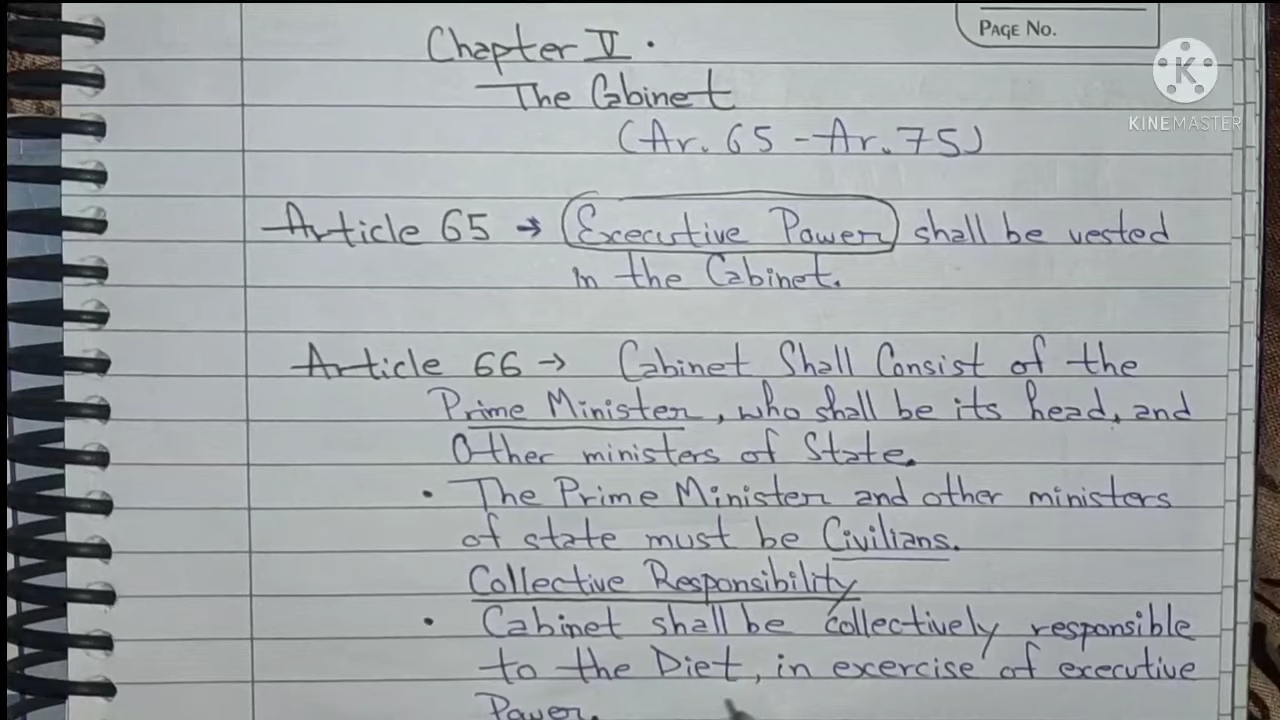 PAGE NO.
K
KINEMASTER
Chapter V.
The Cabinet
(Ar. 65 - Ar. 75)
Article 65 → Executive Power shall be vested
in the Cabinet.
Article 66 → Cabinet Shall Consist of the
Prime Minister, who shall be its head, and
Other ministers of State.
• The Prime Minister and other ministers
of state must be Civilians.
Collective Responsibility
• Cabinet shall be collectively responsible
to the Diet, in exercise of executive
Power.